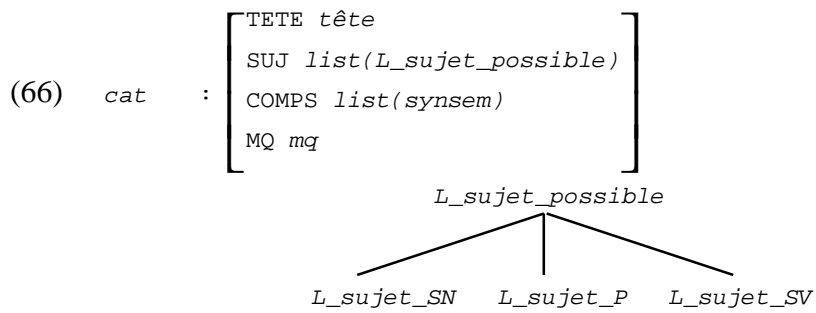 TETE tête
SUJ list(L_sujet_possible)
(66) cat : COMPS list(synsem)
MQ mq
L_sujet_possible
L_sujet_SN L_sujet_P L_sujet_SV